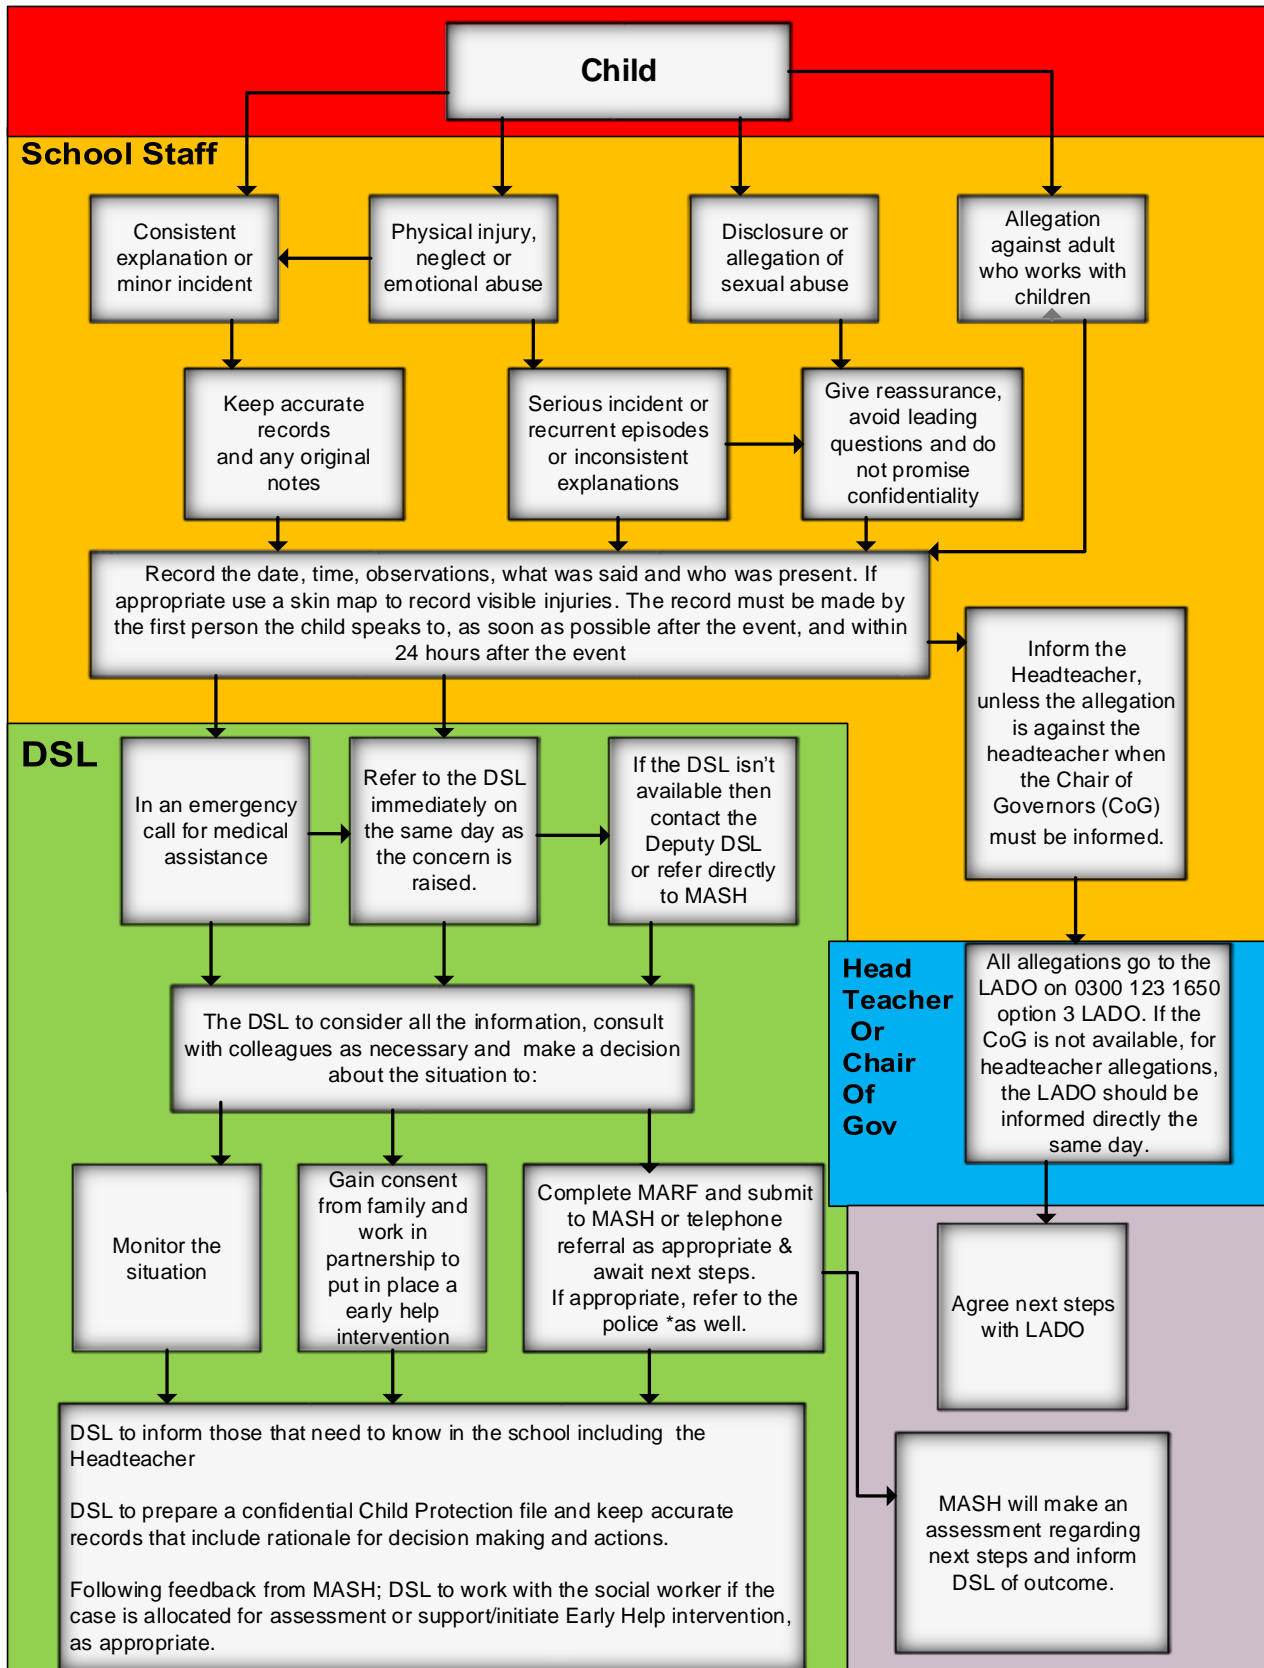 Child
School Staff
Consistent
explanation or
minor incident
Physical injury,
neglect or
emotional abuse
Disclosure or
allegation of
sexual abuse
Allegation
against adult
who works with
children
Keep accurate
records
and any original
notes
Serious incident or
recurrent episodes
or inconsistent
explanations
Give reassurance,
avoid leading
questions and do
not promise
confidentiality
Record the date, time, observations, what was said and who was present. If
appropriate use a skin map to record visible injuries. The record must be made by
the first person the child speaks to, as soon as possible after the event, and within
24 hours after the event
Inform the
Headteacher,
unless the allegation
is against the
headteacher when
the Chair of
Governors (CoG)
must be informed.
DSL
In an emergency
call for medical
assistance
Refer to the DSL
immediately on
the same day as
the concern is
raised.
If the DSL isn't
available then
contact the
Deputy DSL
or refer directly
to MASH
Head
Teacher
Or
Chair
Of
Gov
All allegations go to the
LADO on 0300 123 1650
option 3 LADO. If the
CoG is not available, for
headteacher allegations,
the LADO should be
informed directly the
same day.
The DSL to consider all the information, consult
with colleagues as necessary and make a decision
about the situation to:
Monitor the
situation
Gain consent
from family and
work in
partnership to
put in place a
early help
intervention
Complete MARF and submit
to MASH or telephone
referral as appropriate &
await next steps.
If appropriate, refer to the
police *as well.
Agree next steps
with LADO
DSL to inform those that need to know in the school including the
Headteacher
DSL to prepare a confidential Child Protection file and keep accurate
records that include rationale for decision making and actions.
Following feedback from MASH; DSL to work with the social worker if the
case is allocated for assessment or support/initiate Early Help intervention,
as appropriate.
MASH will make an
assessment regarding
next steps and inform
DSL of outcome.